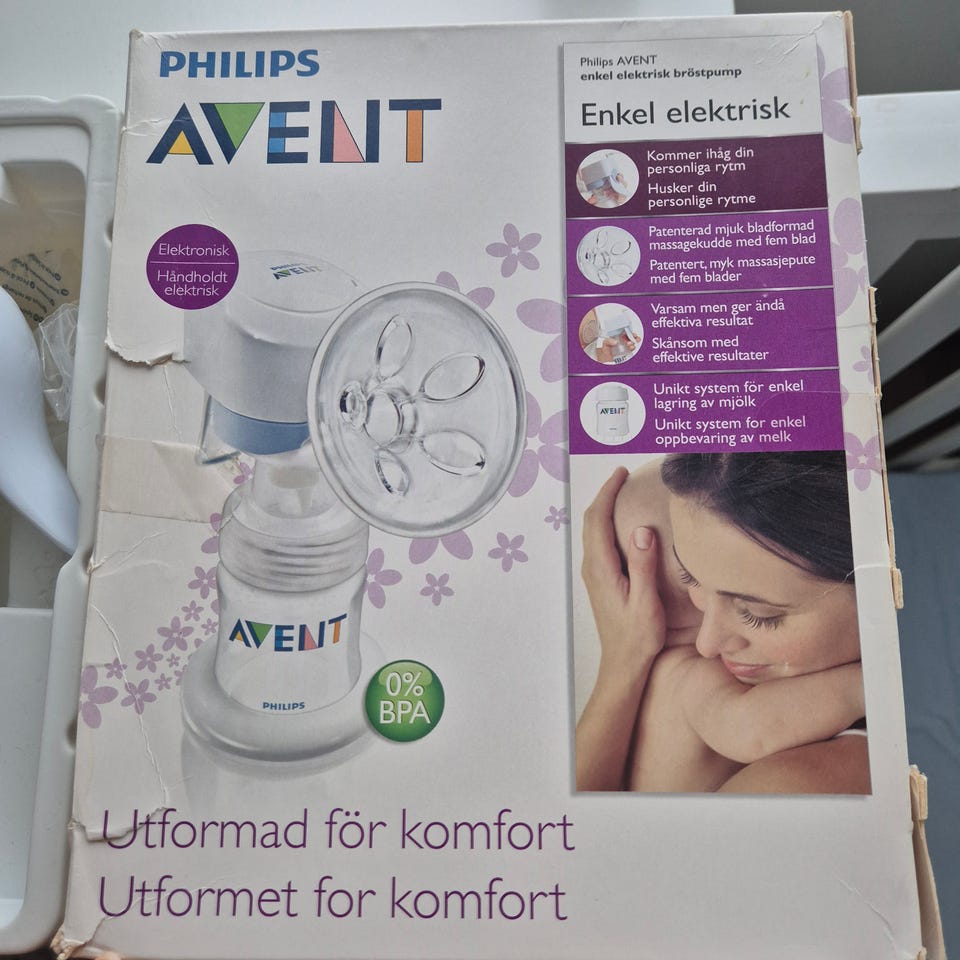 PHILIPS
AVENT
Elektronisk
Håndholdt
elektrisk
AVENT
AVENT
PHILIPS
0%
BPA
Philips AVENT
enkel elektrisk bröstpump
Enkel elektrisk
Kommer ihåg din
personliga rytm
Husker din
personlige rytme
Patenterad mjuk bladformad
massagekudde med fem blad
Patentert, myk massasjepute
med fem blader
Varsam men ger ändå
effektiva resultat
Skånsom med
effektive resultater
AVENT
Unikt system för enkel
lagring av mjölk
Unikt system for enkel
oppbevaring av melk
Utformad för komfort
Utformet for komfort